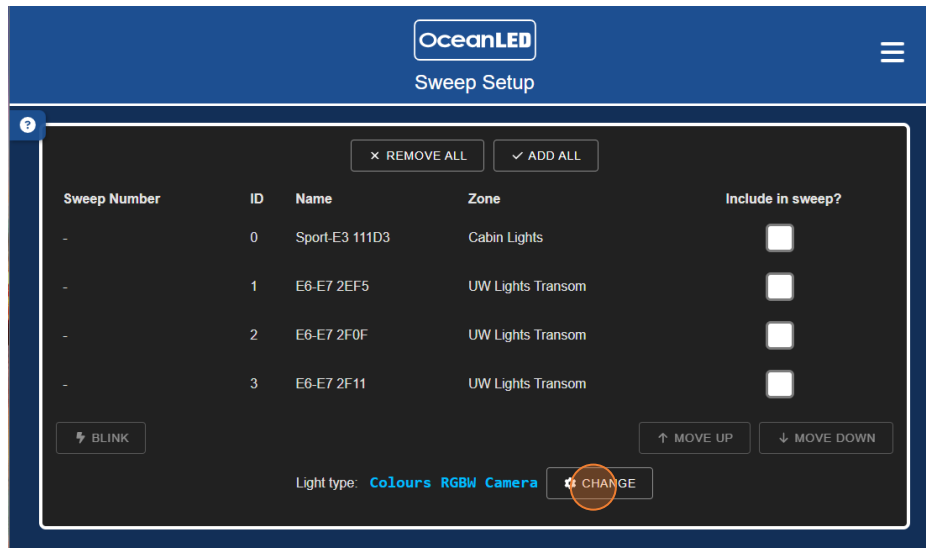 OceanLED
Sweep Setup
?
× REMOVE ALL ✓ ADD ALL
Sweep Number ID Name Zone Include in sweep?
- 0 Sport-E3 111D3 Cabin Lights
- 1 E6-E7 2EF5 UW Lights Transom
- 2 E6-E7 2F0F UW Lights Transom
- 3 E6-E7 2F11 UW Lights Transom
BLINK ↑ MOVE UP ↓ MOVE DOWN
Light type: Colours RGBW Camera CHANGE